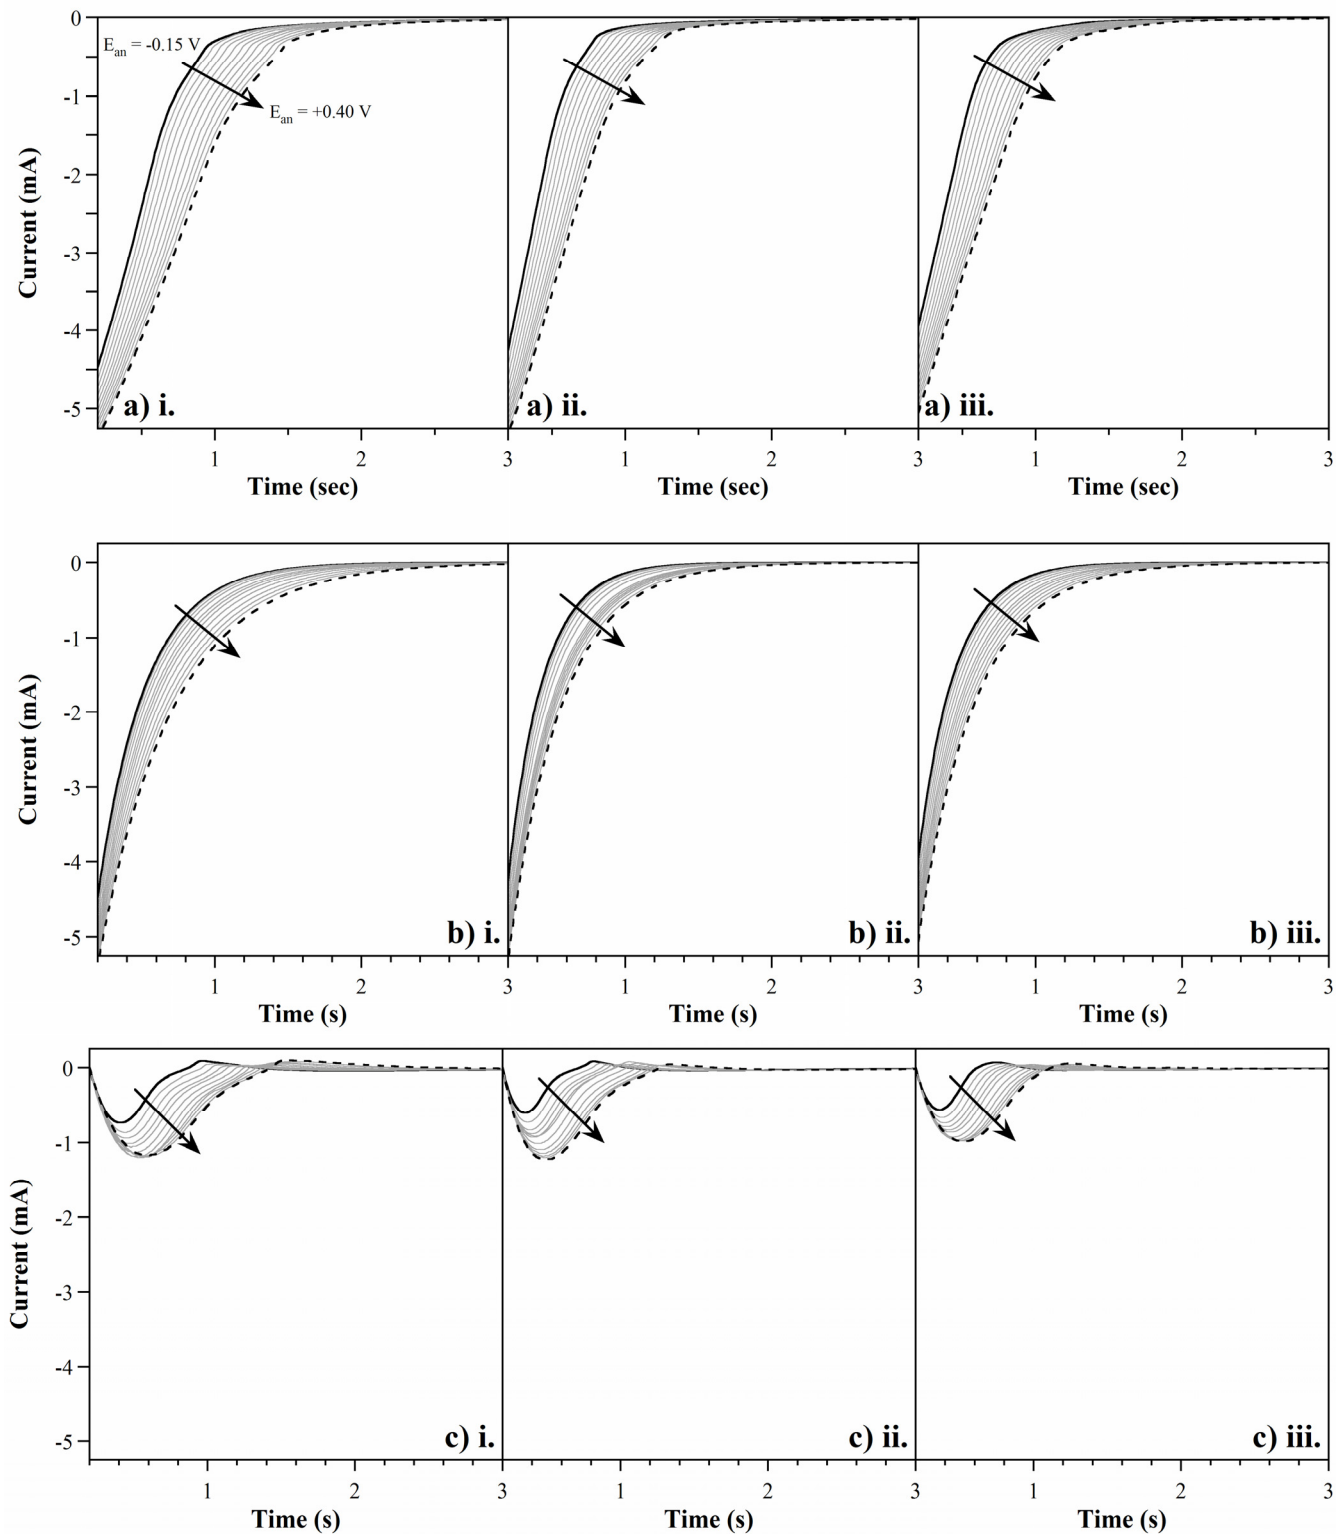 0
E_an = -0.15 V
E_an = +0.40 V
-1
-2
-3
-4
-5
Current (mA)
a) i.
a) ii.
a) iii.
1 2 3 1 2 3 1 2 3
Time (sec) Time (sec) Time (sec)
0
-1
-2
-3
-4
-5
Current (mA)
b) i.
b) ii.
b) iii.
1 2 3 1 2 3 1 2 3
Time (s) Time (s) Time (s)
0
-1
-2
-3
-4
-5
Current (mA)
c) i.
c) ii.
c) iii.
1 2 3 1 2 3 1 2 3
Time (s) Time (s) Time (s)